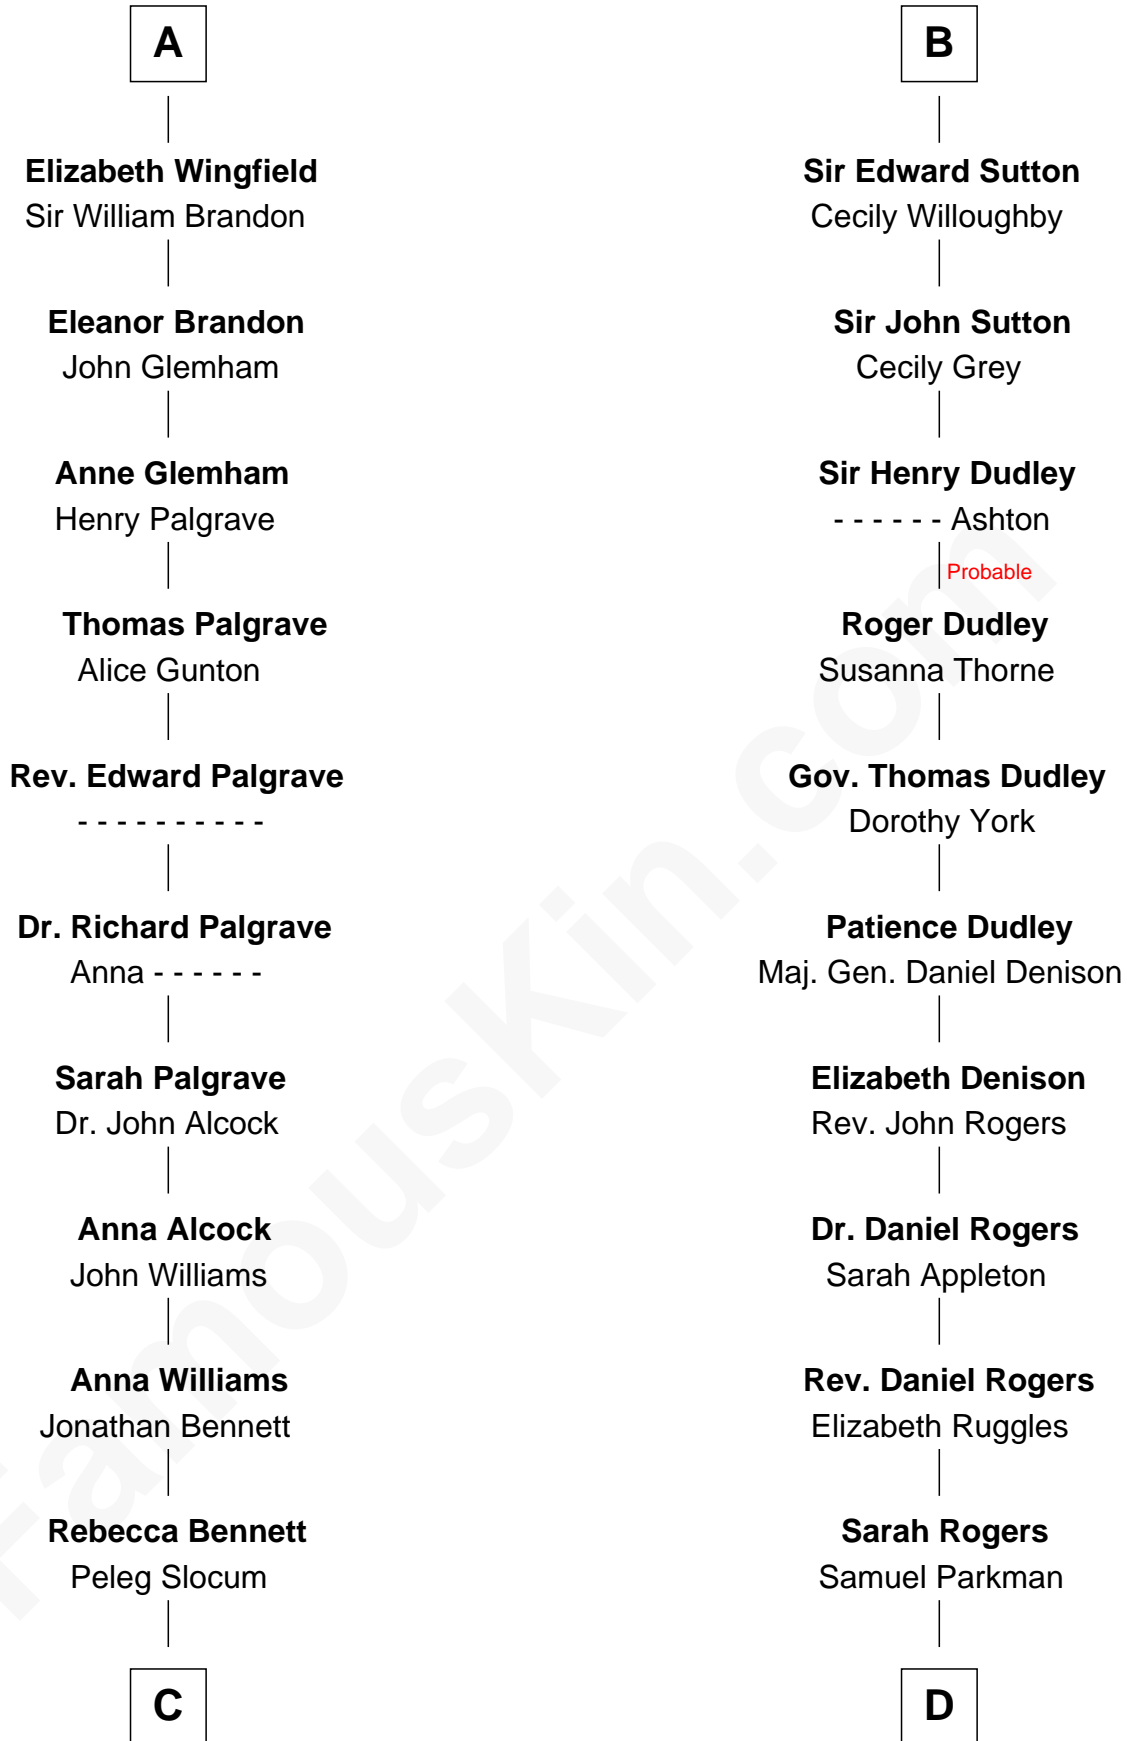 A
Elizabeth Wingfield
Sir William Brandon
Eleanor Brandon
John Glemham
Anne Glemham
Henry Palgrave
Thomas Palgrave
Alice Gunton
Rev. Edward Palgrave
- - - - - - - - - -
Dr. Richard Palgrave
Anna - - - - - -
Sarah Palgrave
Dr. John Alcock
Anna Alcock
John Williams
Anna Williams
Jonathan Bennett
Rebecca Bennett
Peleg Slocum
C
B
Sir Edward Sutton
Cecily Willoughby
Sir John Sutton
Cecily Grey
Sir Henry Dudley
- - - - - - Ashton
Probable
Roger Dudley
Susanna Thorne
Gov. Thomas Dudley
Dorothy York
Patience Dudley
Maj. Gen. Daniel Denison
Elizabeth Denison
Rev. John Rogers
Dr. Daniel Rogers
Sarah Appleton
Rev. Daniel Rogers
Elizabeth Ruggles
Sarah Rogers
Samuel Parkman
D
FamousKin.com